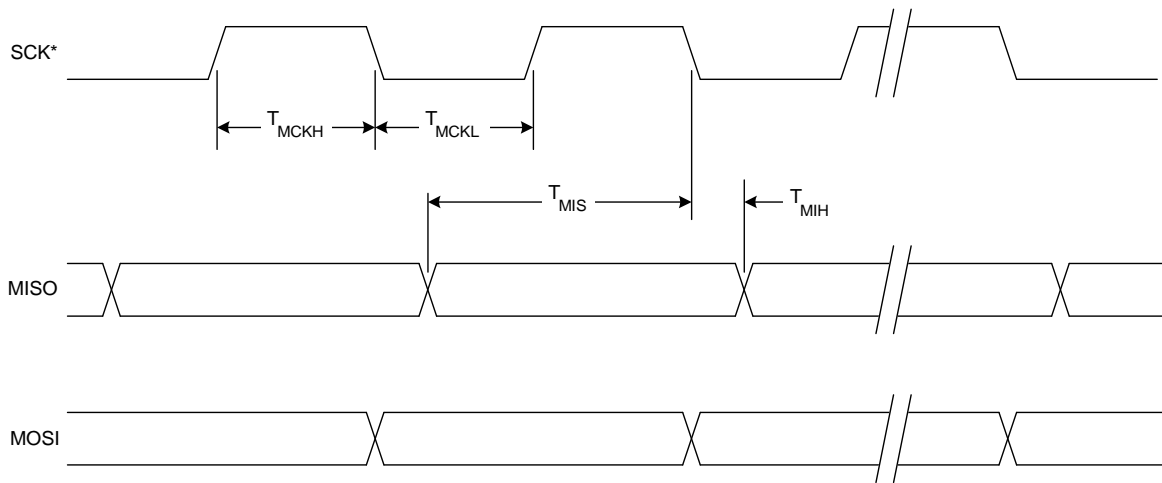 SCK*
T_MCKH
T_MCKL
T_MIS
T_MIH
MISO
MOSI